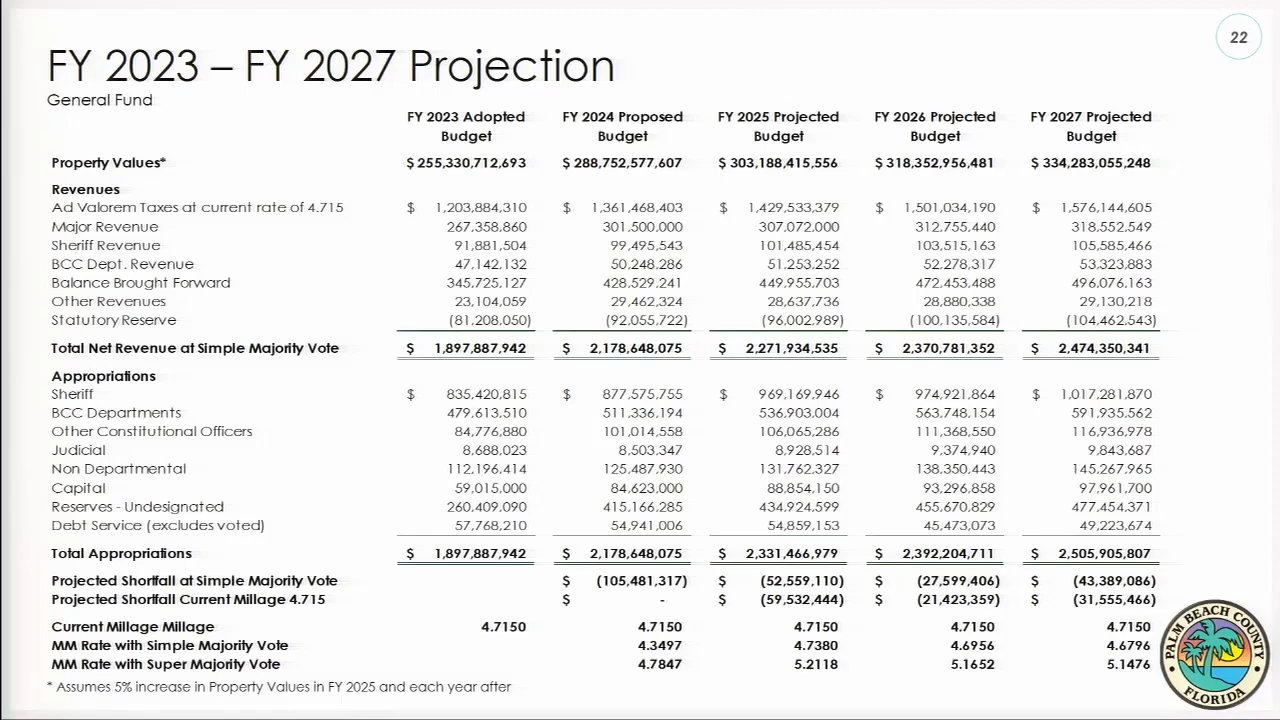 22
FY 2023 – FY 2027 Projection
General Fund
FY 2023 Adopted Budget FY 2024 Proposed Budget FY 2025 Projected Budget FY 2026 Projected Budget FY 2027 Projected Budget
Property Values* $ 255,330,712,693 $ 288,752,577,607 $ 303,188,415,556 $ 318,352,956,481 $ 334,283,055,248
Revenues
Ad Valorem Taxes at current rate of 4.715 $ 1,203,884,310 $ 1,361,468,403 $ 1,429,533,379 $ 1,501,034,190 $ 1,576,144,605
Major Revenue 267,358,860 301,500,000 307,072,000 312,755,440 318,552,549
Sheriff Revenue 91,881,504 99,495,543 101,485,454 103,515,163 105,585,466
BCC Dept. Revenue 47,142,132 50,248,286 51,253,252 52,278,317 53,323,883
Balance Brought Forward 345,725,127 428,529,241 449,955,703 472,453,488 496,076,163
Other Revenues 23,104,059 29,462,324 28,637,736 28,880,338 29,130,218
Statutory Reserve (81,208,050) (92,055,722) (96,002,989) (100,135,584) (104,462,543)
Total Net Revenue at Simple Majority Vote $ 1,897,887,942 $ 2,178,648,075 $ 2,271,934,535 $ 2,370,781,352 $ 2,474,350,341
Appropriations
Sheriff $ 835,420,815 $ 877,575,755 $ 969,169,946 $ 974,921,864 $ 1,017,281,870
BCC Departments 479,613,510 511,336,194 536,903,004 563,748,154 591,935,562
Other Constitutional Officers 84,776,880 101,014,558 106,065,286 111,368,550 116,936,978
Judicial 8,688,023 8,503,347 8,928,514 9,374,940 9,843,687
Non Departmental 112,196,414 125,487,930 131,762,327 138,350,443 145,267,965
Capital 59,015,000 84,623,000 88,854,150 93,296,858 97,961,700
Reserves - Undesignated 260,409,090 415,166,285 434,924,599 455,670,829 477,454,371
Debt Service (excludes voted) 57,768,210 54,941,006 54,859,153 45,473,073 49,223,674
Total Appropriations $ 1,897,887,942 $ 2,178,648,075 $ 2,331,466,979 $ 2,392,204,711 $ 2,505,905,807
Projected Shortfall at Simple Majority Vote $ (105,481,317) $ (52,559,110) $ (27,599,406) $ (43,389,086)
Projected Shortfall Current Millage 4.715 $ - $ (59,532,444) $ (21,423,359) $ (31,555,466)
Current Millage Millage 4.7150 4.7150 4.7150 4.7150 4.7150
MM Rate with Simple Majority Vote 4.3497 4.7380 4.6956 4.6796
MM Rate with Super Majority Vote 4.7847 5.2118 5.1652 5.1476
* Assumes 5% increase in Property Values in FY 2025 and each year after
PALM BEACH COUNTY
FLORIDA